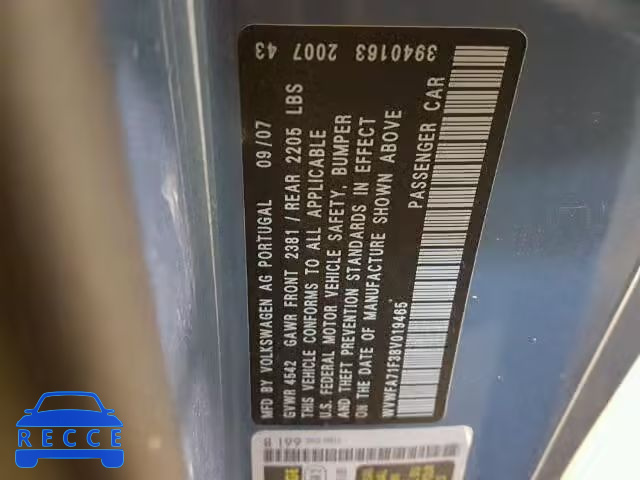 3940163 2007 43
MFD BY VOLKSWAGEN AG PORTUGAL 09/07
GVWR 4542 GAWR FRONT 2381/REAR 2205 LBS
THIS VEHICLE CONFORMS TO ALL APPLICABLE
U.S. FEDERAL MOTOR VEHICLE SAFETY, BUMPER
AND THEFT PREVENTION STANDARDS IN EFFECT
ON THE DATE OF MANUFACTURE SHOWN ABOVE
PASSENGER CAR
WVWFA71F38V019465
661 B
RECCE